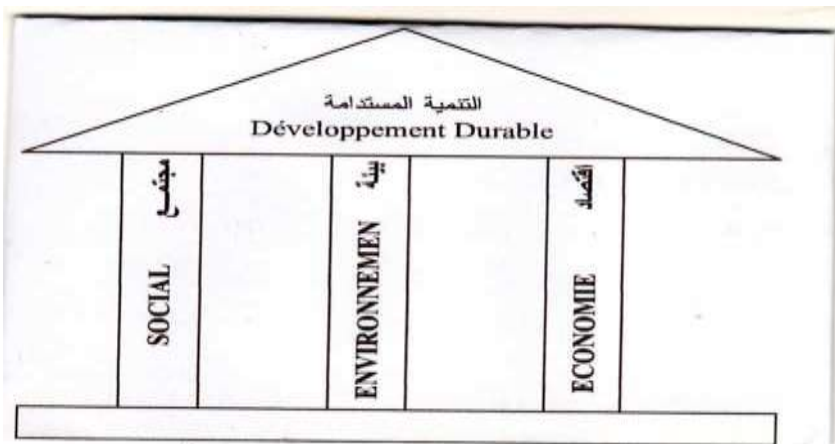 التنمية المستدامة
Développement Durable
SOCIAL مجتمع
ENVIRONNEMEN بيئة
ECONOMIE اقتصاد